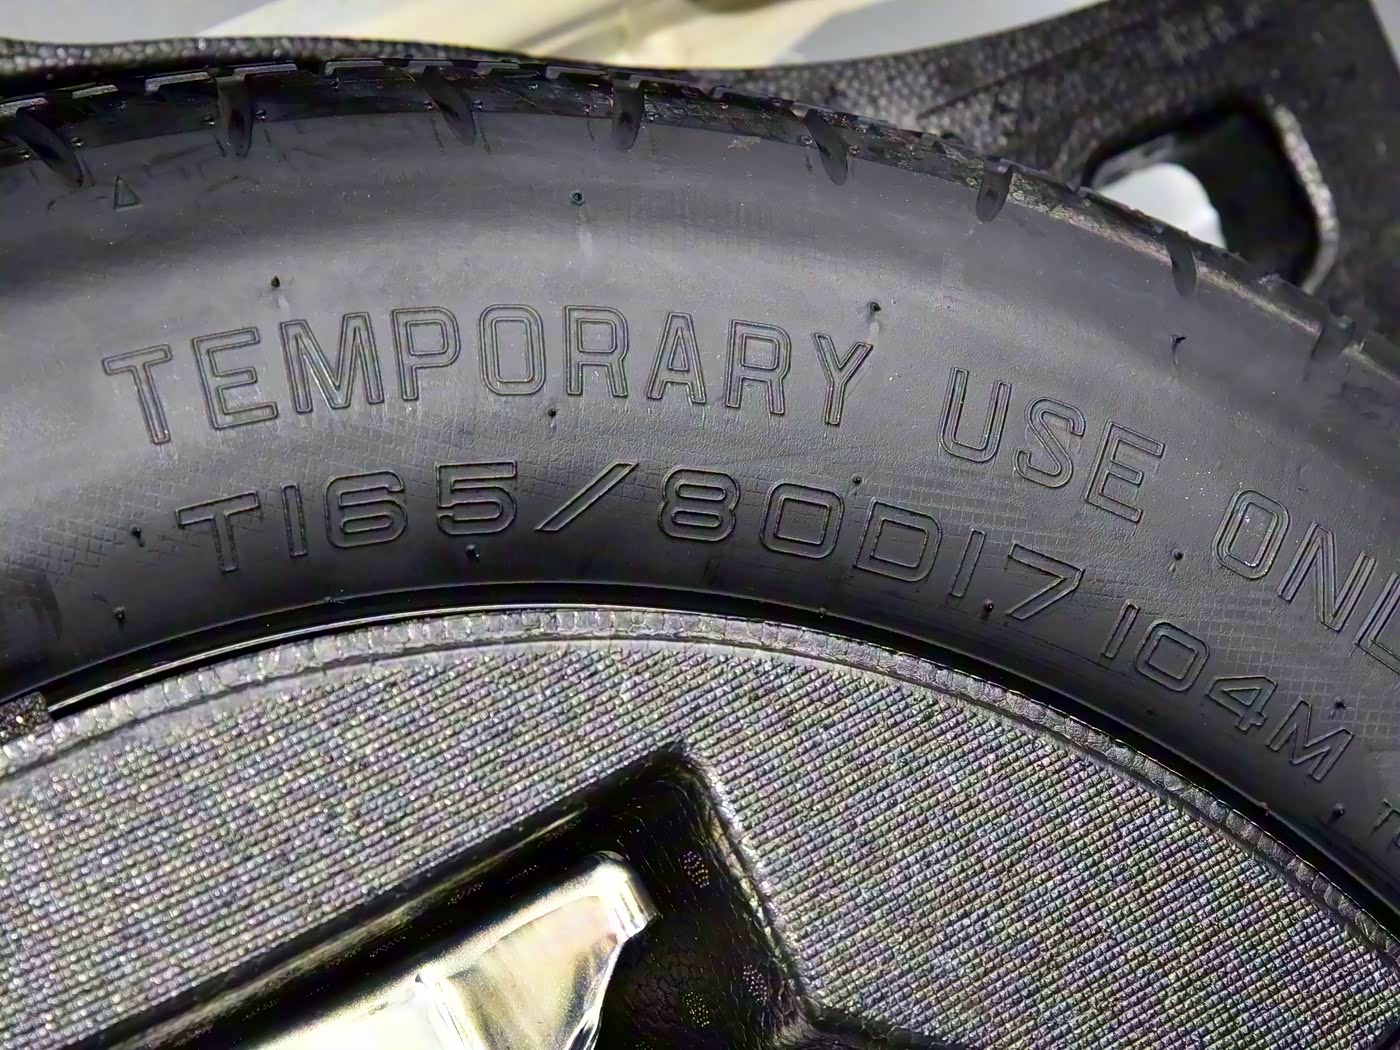 TEMPORARY USE ONL
T165/80D17 104M